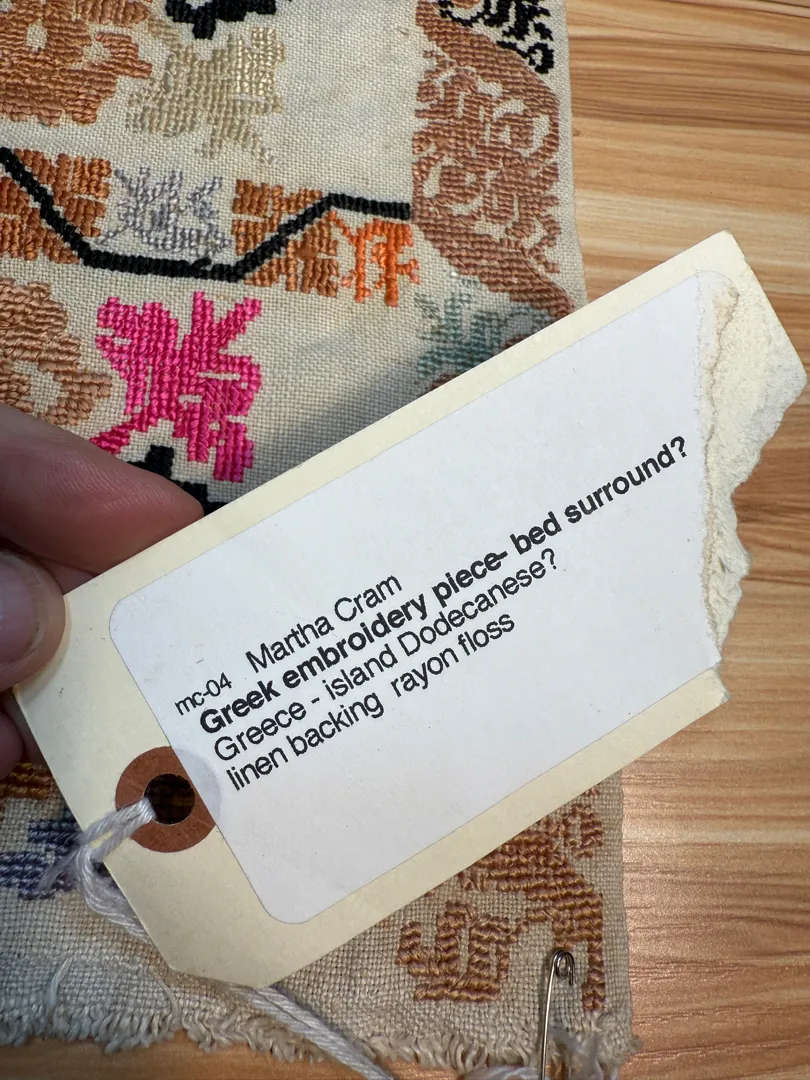 mc-04 Martha Cram
Greek embroidery piece- bed surround?
Greece - island Dodecanese?
linen backing rayon floss